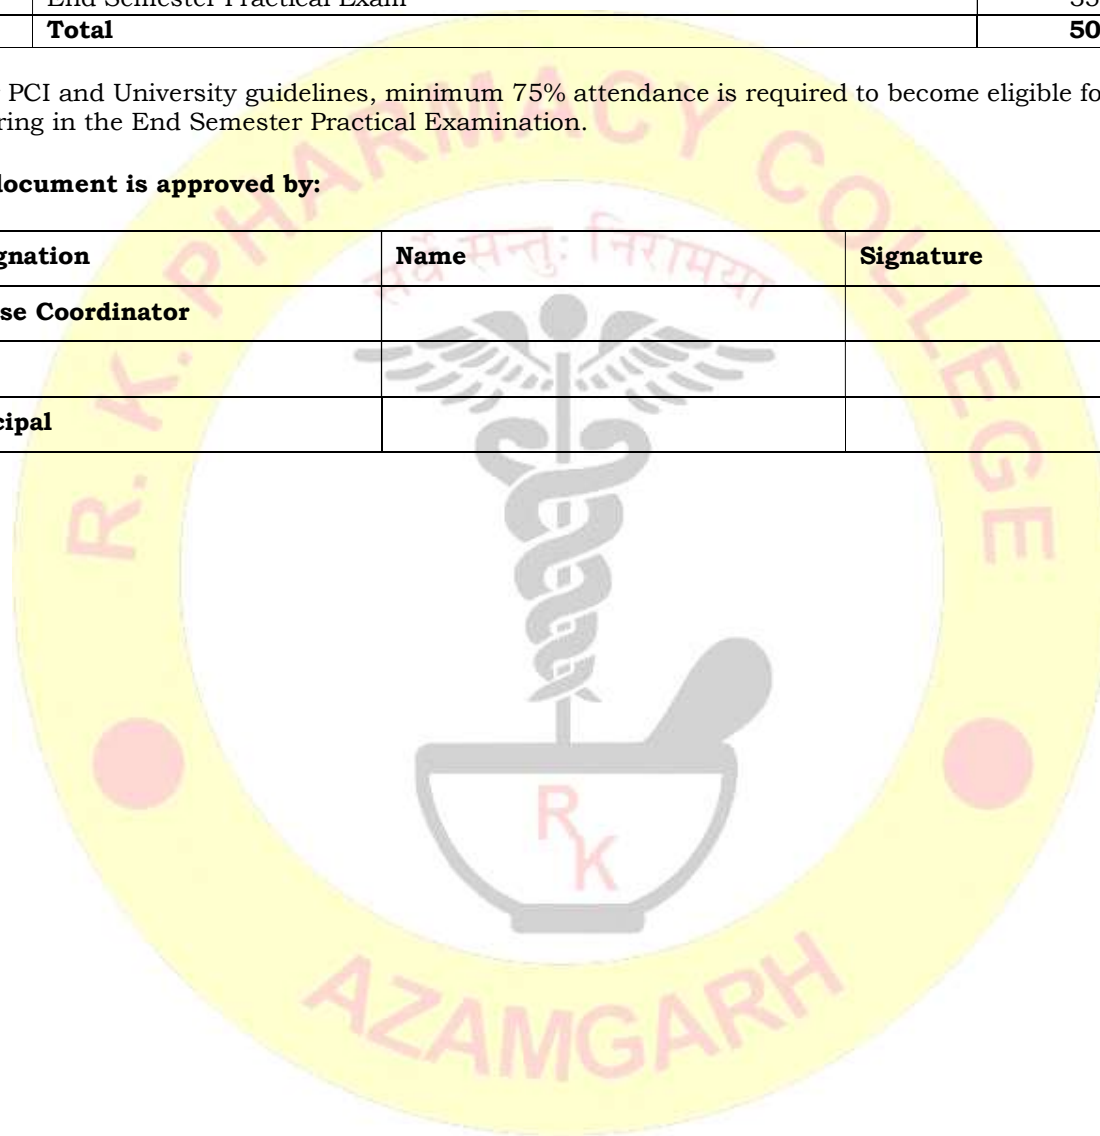 End Semester Practical Exam 35
Total 50
PCI and University guidelines, minimum 75% attendance is required to become eligible fo
ring in the End Semester Practical Examination.
document is approved by:
gnation Name Signature
se Coordinator
cipal
R. K. PHARMACY COLLEGE
सर्वे सन्तु: निरामया
R
K
AZAMGARH